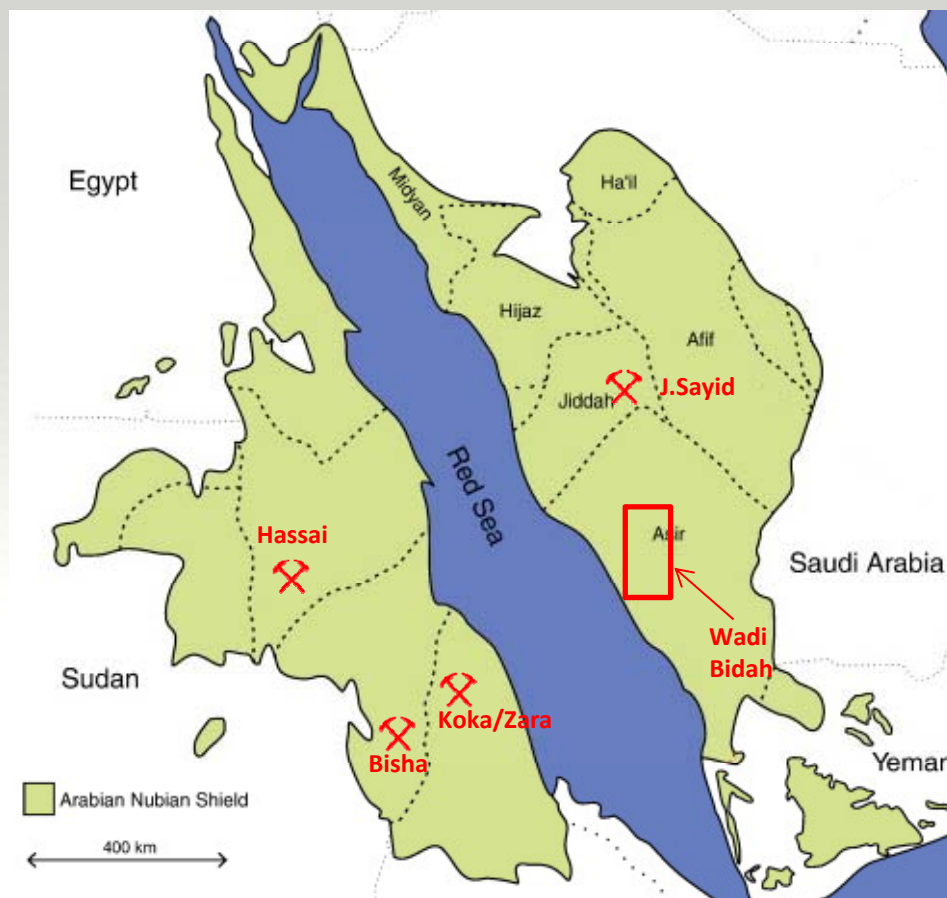 Egypt
Midyan
Ha'il
Hijaz
Afif
Jiddah
J.Sayid
Red Sea
Hassai
Asir
Saudi Arabia
Wadi
Bidah
Sudan
Koka/Zara
Bisha
Yemen
Arabian Nubian Shield
400 km